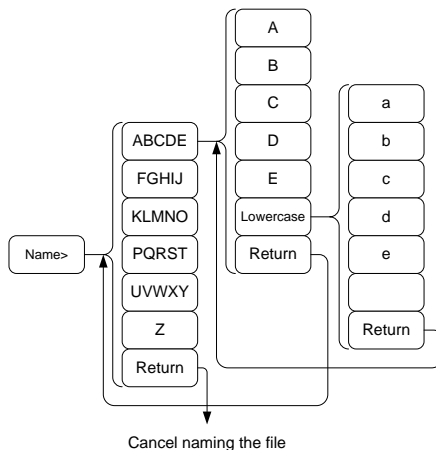 Name>
ABCDE
FGHIJ
KLMNO
PQRST
UVWXY
Z
Return
A
B
C
D
E
Lowercase
Return
a
b
c
d
e
Return
Cancel naming the file